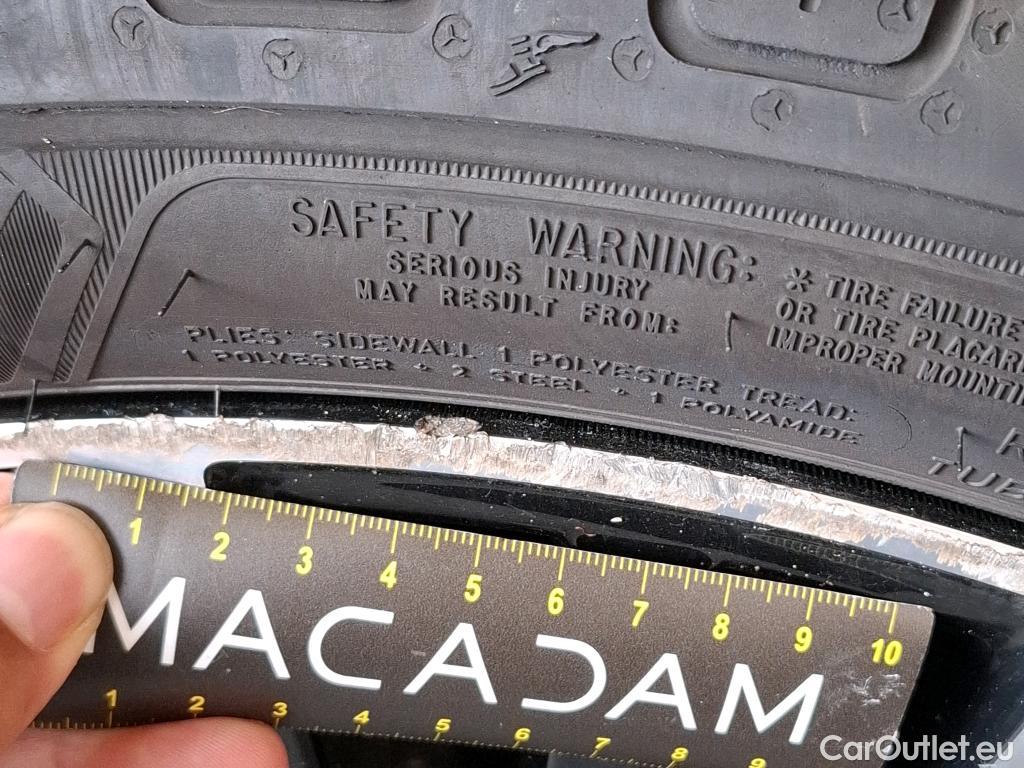 SAFETY WARNING:
SERIOUS INJURY
MAY RESULT FROM:
* TIRE FAILURE
OR TIRE PLACAR
IMPROPER MOUNTIN
PLIES: SIDEWALL 1 POLYESTER TREAD:
1 POLYESTER + 2 STEEL + 1 POLYAMIDE
1 2 3 4 5 6 7 8 9 10
MACADAM
1 2 3 4 5 6 7 8 9
CarOutlet.eu